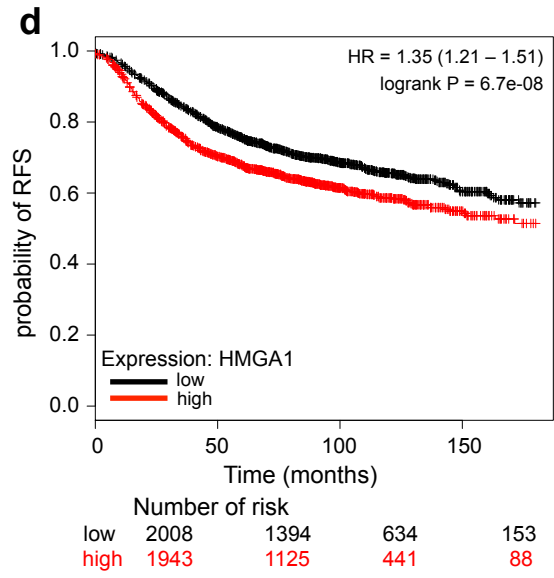 d
HR = 1.35 (1.21 – 1.51)
logrank P = 6.7e-08
probability of RFS
1.0
0.8
0.6
0.4
0.2
0.0
Expression: HMGA1
low
high
0 50 100 150
Time (months)
Number of risk
low 2008 1394 634 153
high 1943 1125 441 88